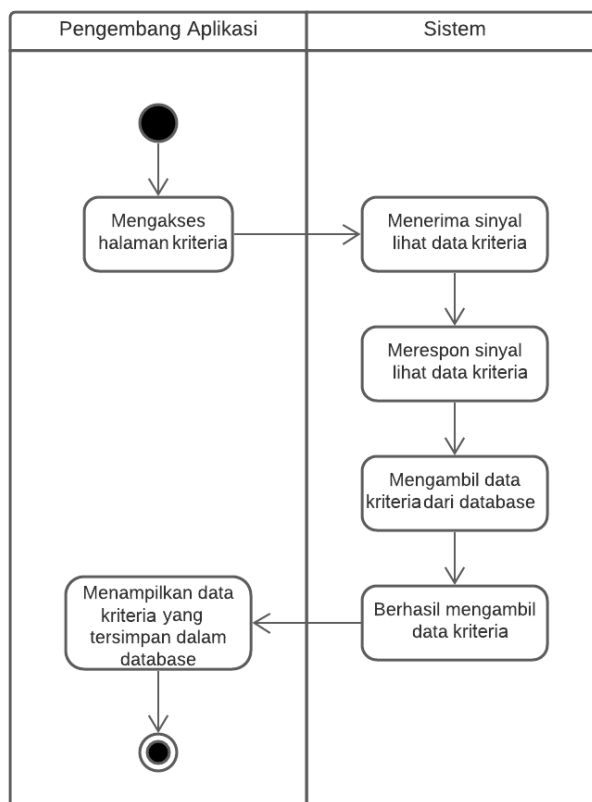 Pengembang Aplikasi
Sistem
Mengakses
halaman kriteria
Menerima sinyal
lihat data kriteria
Merespon sinyal
lihat data kriteria
Mengambil data
kriteria dari database
Berhasil mengambil
data kriteria
Menampilkan data
kriteria yang
tersimpan dalam
database